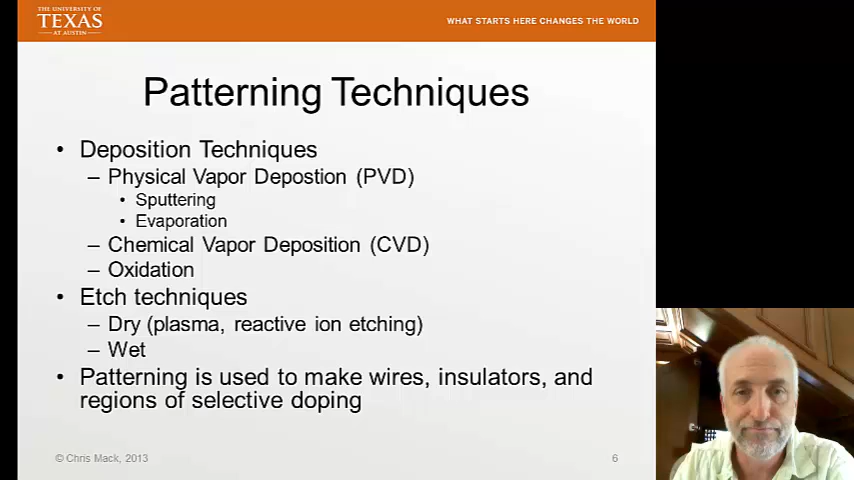 THE UNIVERSITY OF
TEXAS
AT AUSTIN
WHAT STARTS HERE CHANGES THE WORLD
Patterning Techniques
• Deposition Techniques
– Physical Vapor Depostion (PVD)
• Sputtering
• Evaporation
– Chemical Vapor Deposition (CVD)
– Oxidation
• Etch techniques
– Dry (plasma, reactive ion etching)
– Wet
• Patterning is used to make wires, insulators, and
regions of selective doping
© Chris Mack, 2013
6